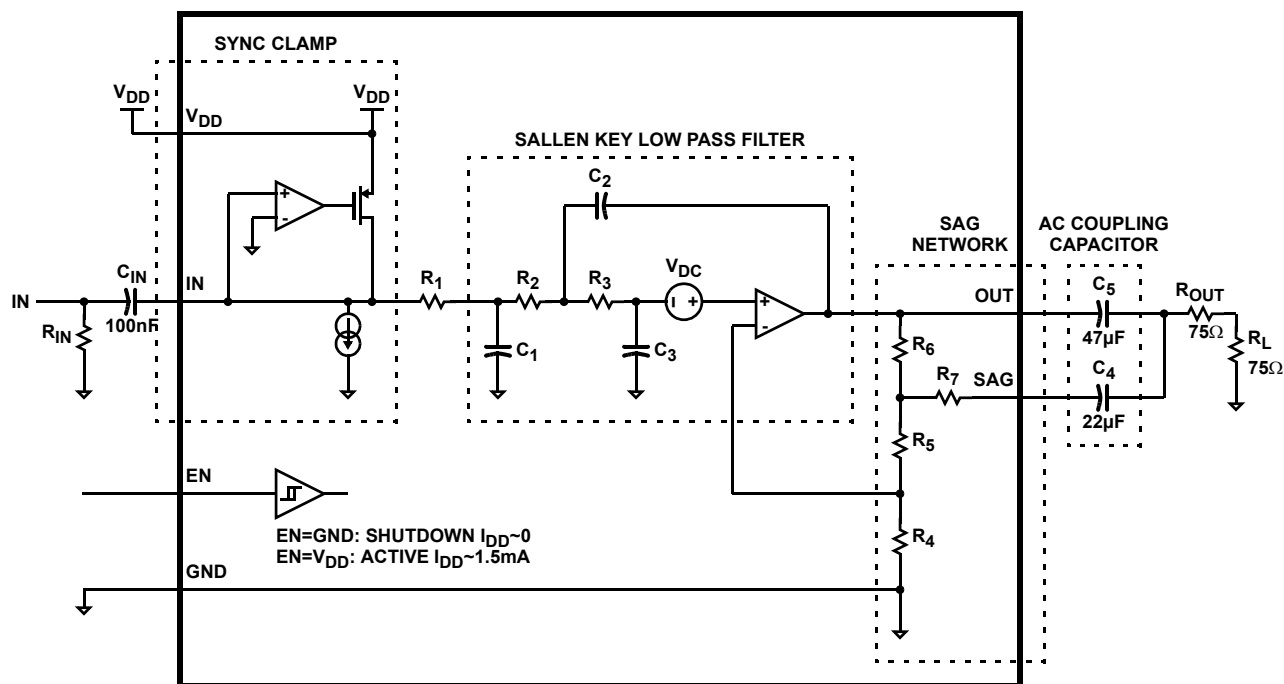 SYNC CLAMP
VDD
VDD
VDD
SALLEN KEY LOW PASS FILTER
C2
SAG
NETWORK
AC COUPLING
CAPACITOR
+
-
VDC
CIN
IN
IN
100nF
RIN
R1
R2
R3
- +
+
-
OUT
C5
47µF
ROUT
75Ω
RL
75Ω
C1
C3
R6
R7
SAG
C4
22µF
R5
EN
EN=GND: SHUTDOWN IDD~0
EN=VDD: ACTIVE IDD~1.5mA
R4
GND